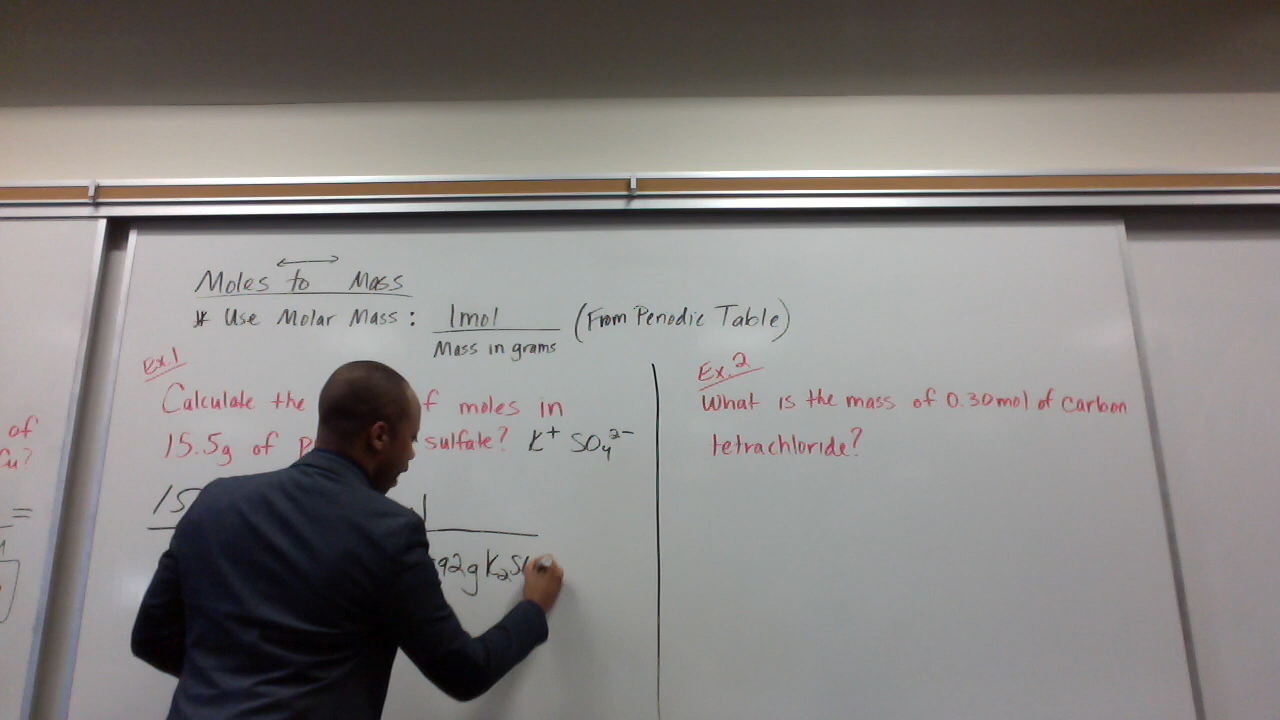 Moles to Mass
* Use Molar Mass: 1mol (From Periodic Table)
Mass in grams
Ex.1
Calculate the moles in
15.5g of sulfate? K⁺ SO₄²⁻
15
92g K₂S
Ex.2
What is the mass of 0.30mol of carbon
tetrachloride?
of
Cu?
=